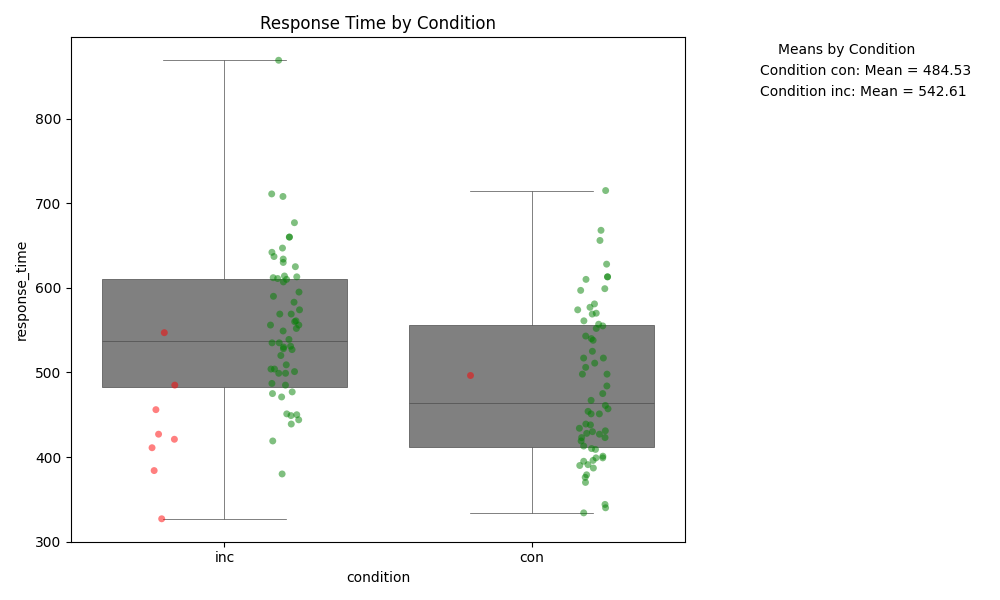 Response Time by Condition
Means by Condition
Condition con: Mean = 484.53
Condition inc: Mean = 542.61
response_time
800
700
600
500
400
300
inc
con
condition